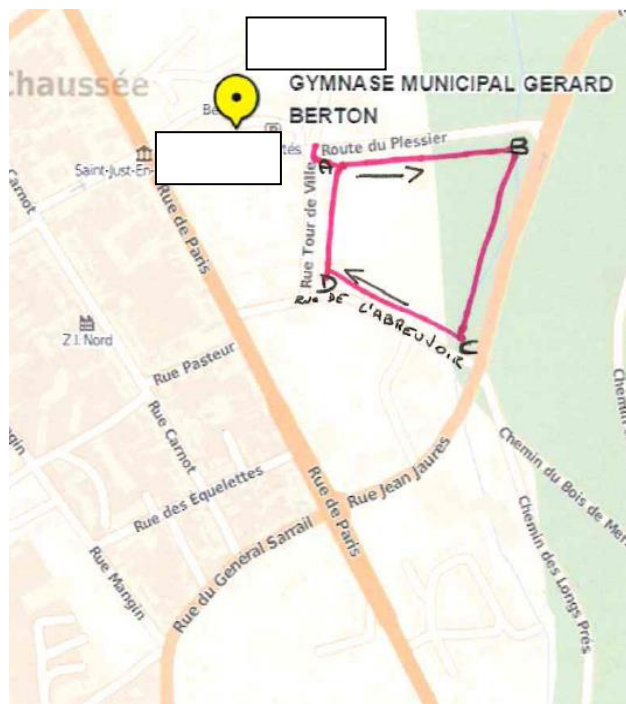 Chaussée
GYMNASE MUNICIPAL GERARD
BERTON
Route du Plessier
B
A
Saint-Just-En-
Rue Tour de Ville
Carnot
Rue de Paris
D
RUE DE L'ABREUVOIR
C
Z.I. Nord
Rue Pasteur
Rue Carnot
Rue Jean Jaurès
Rue des Equelettes
Rue de Paris
Chemin du Bois de Me
Chemin des Longs Prés
Rue Mangin
Rue du Général Sarrail